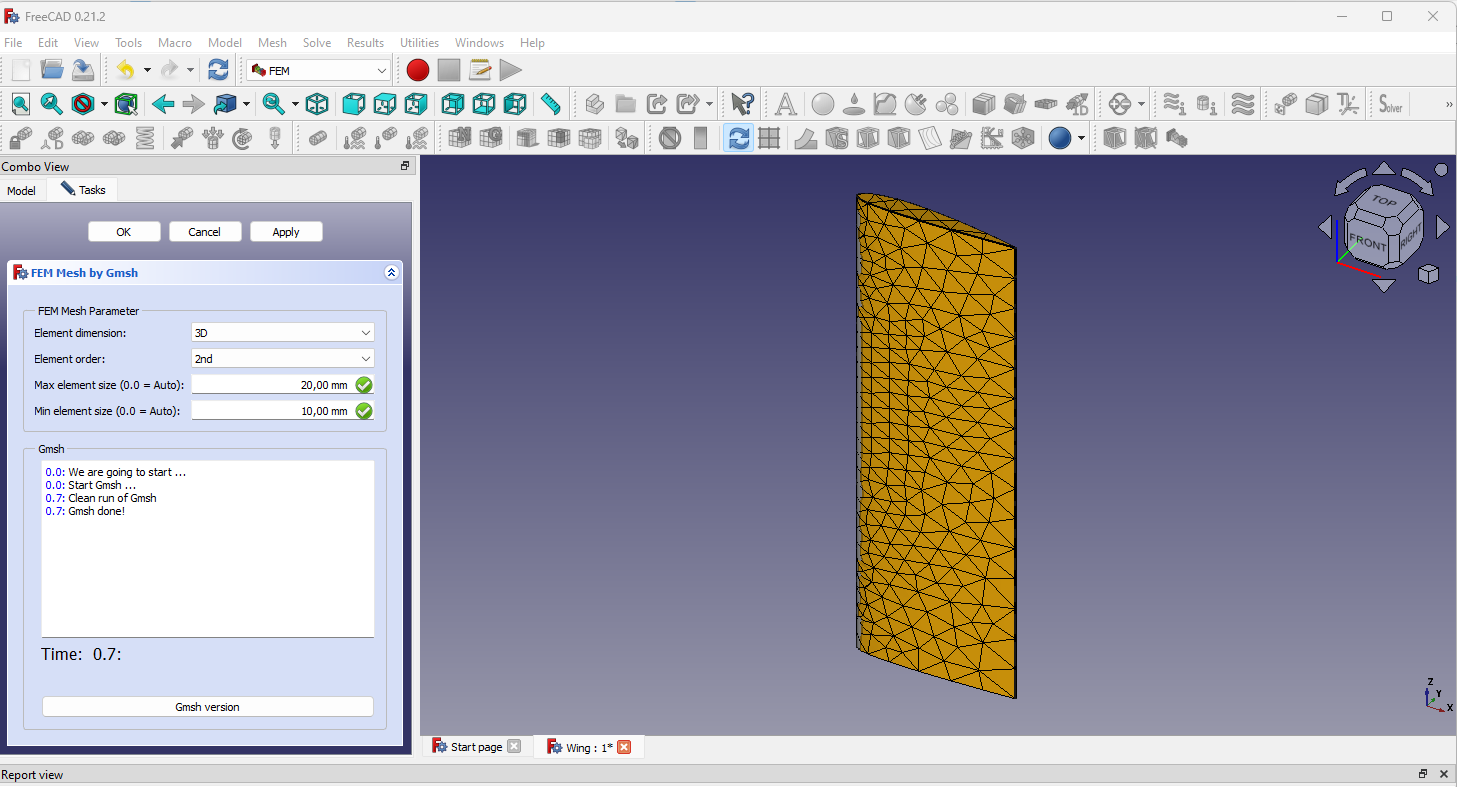 FreeCAD 0.21.2
File Edit View Tools Macro Model Mesh Solve Results Utilities Windows Help
FEM
Solver
Combo View
Model Tasks
OK Cancel Apply
FEM Mesh by Gmsh
FEM Mesh Parameter
Element dimension: 3D
Element order: 2nd
Max element size (0.0 = Auto): 20,00 mm
Min element size (0.0 = Auto): 10,00 mm
Gmsh
0.0: We are going to start ...
0.0: Start Gmsh ...
0.7: Clean run of Gmsh
0.7: Gmsh done!
Time: 0.7:
Gmsh version
TOP
FRONT RIGHT
Z
Y
X
Start page Wing : 1*
Report view